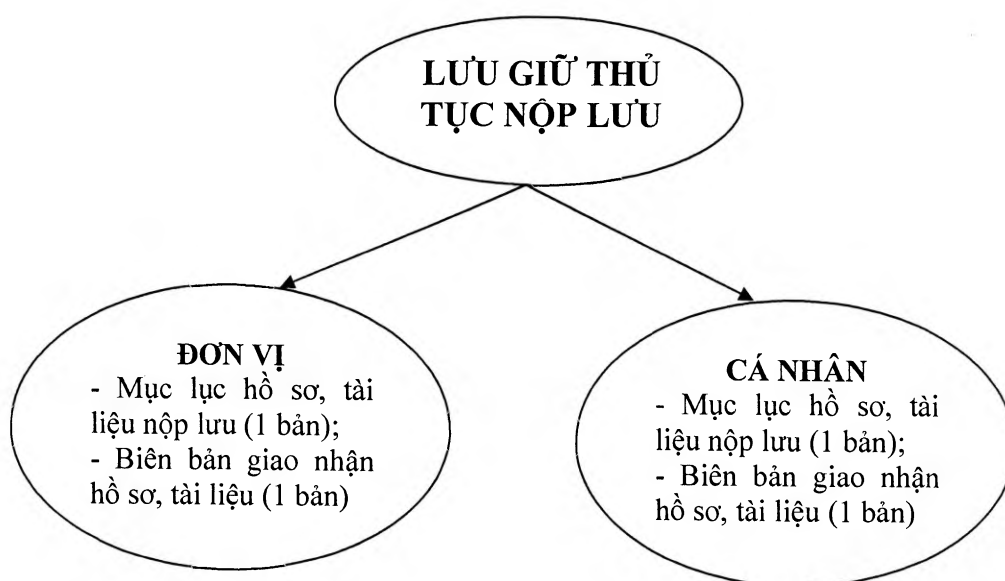 LƯU GIỮ THỦ
TỤC NỘP LƯU
ĐƠN VỊ
- Mục lục hồ sơ, tài
liệu nộp lưu (1 bản);
- Biên bản giao nhận
hồ sơ, tài liệu (1 bản)
CÁ NHÂN
- Mục lục hồ sơ, tài
liệu nộp lưu (1 bản);
- Biên bản giao nhận
hồ sơ, tài liệu (1 bản)